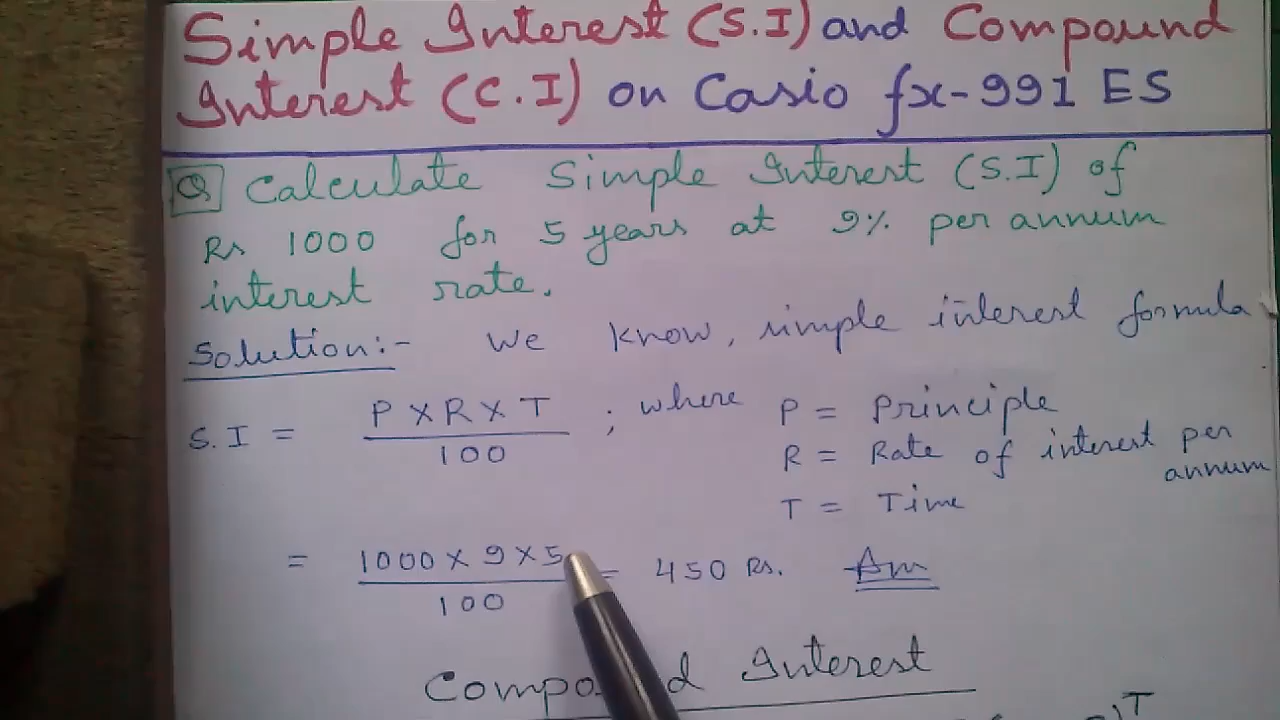 Simple Interest (S.I) and Compound
Interest (C.I) on Casio fx-991 ES
Q Calculate Simple Interest (S.I) of
Rs 1000 for 5 years at 9% per annum
interest rate.
Solution:- We know, simple interest formula
S.I = P X R X T / 100 ; where P = Principle
R = Rate of interest per annum
T = Time
= 1000 X 9 X 5 / 100 = 450 Rs. Ans
Compound Interest
)T